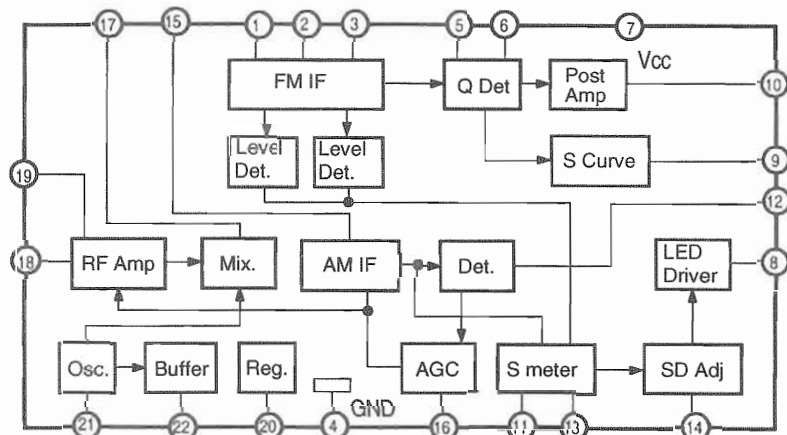 17 15 1 2 3 5 6 7
FM IF
Q Det
Post
Amp
Vcc
10
Level
Det.
Level
Det.
S Curve
9
19
12
18
RF Amp
Mix.
AM IF
Det.
LED
Driver
8
Osc.
Buffer
Reg.
GND
AGC
S meter
SD Adj
21 22 20 4 16 11 13 14